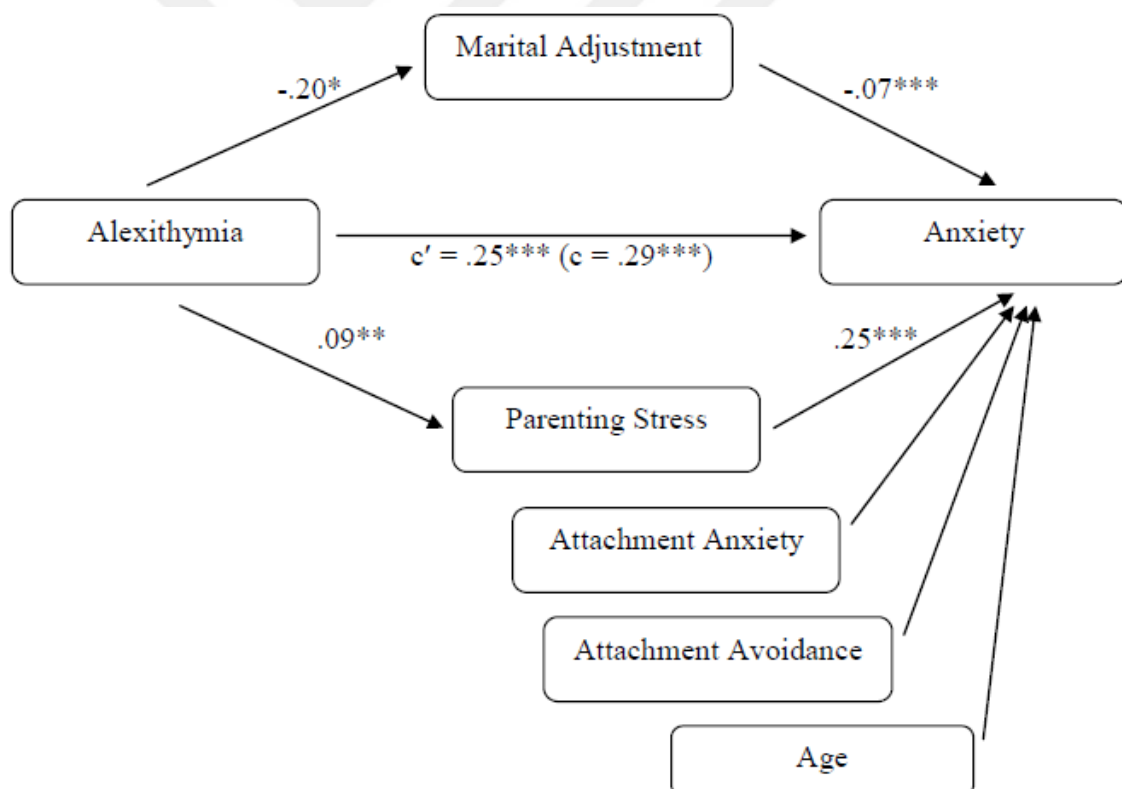 Marital Adjustment
-.20*
-.07***
Alexithymia
Anxiety
c' = .25*** (c = .29***)
.09**
.25***
Parenting Stress
Attachment Anxiety
Attachment Avoidance
Age